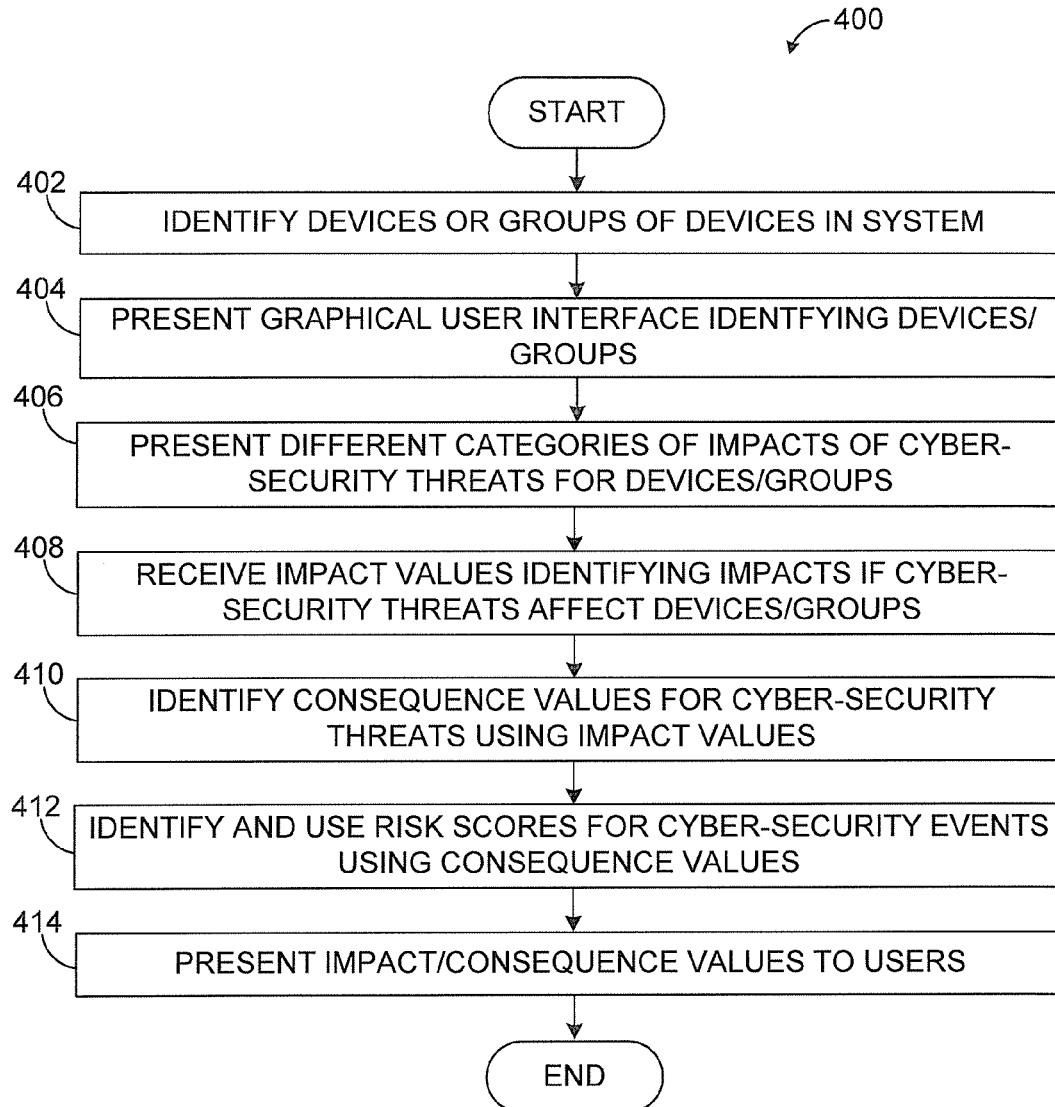 400
START
402
IDENTIFY DEVICES OR GROUPS OF DEVICES IN SYSTEM
404
PRESENT GRAPHICAL USER INTERFACE IDENTFYING DEVICES/
GROUPS
406
PRESENT DIFFERENT CATEGORIES OF IMPACTS OF CYBER-
SECURITY THREATS FOR DEVICES/GROUPS
408
RECEIVE IMPACT VALUES IDENTIFYING IMPACTS IF CYBER-
SECURITY THREATS AFFECT DEVICES/GROUPS
410
IDENTIFY CONSEQUENCE VALUES FOR CYBER-SECURITY
THREATS USING IMPACT VALUES
412
IDENTIFY AND USE RISK SCORES FOR CYBER-SECURITY EVENTS
USING CONSEQUENCE VALUES
414
PRESENT IMPACT/CONSEQUENCE VALUES TO USERS
END